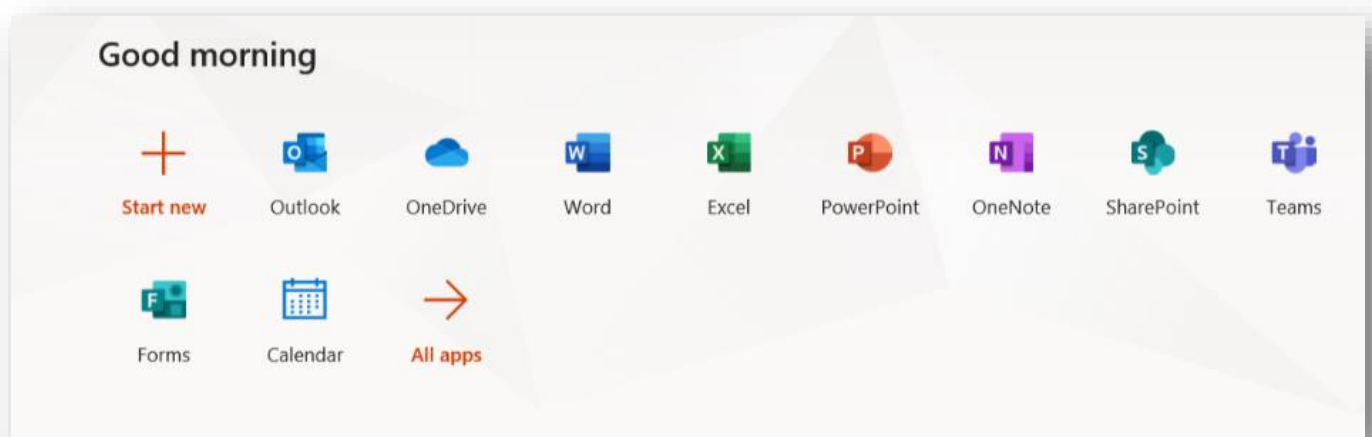 Good morning
Start new Outlook OneDrive Word Excel PowerPoint OneNote SharePoint Teams
Forms Calendar All apps